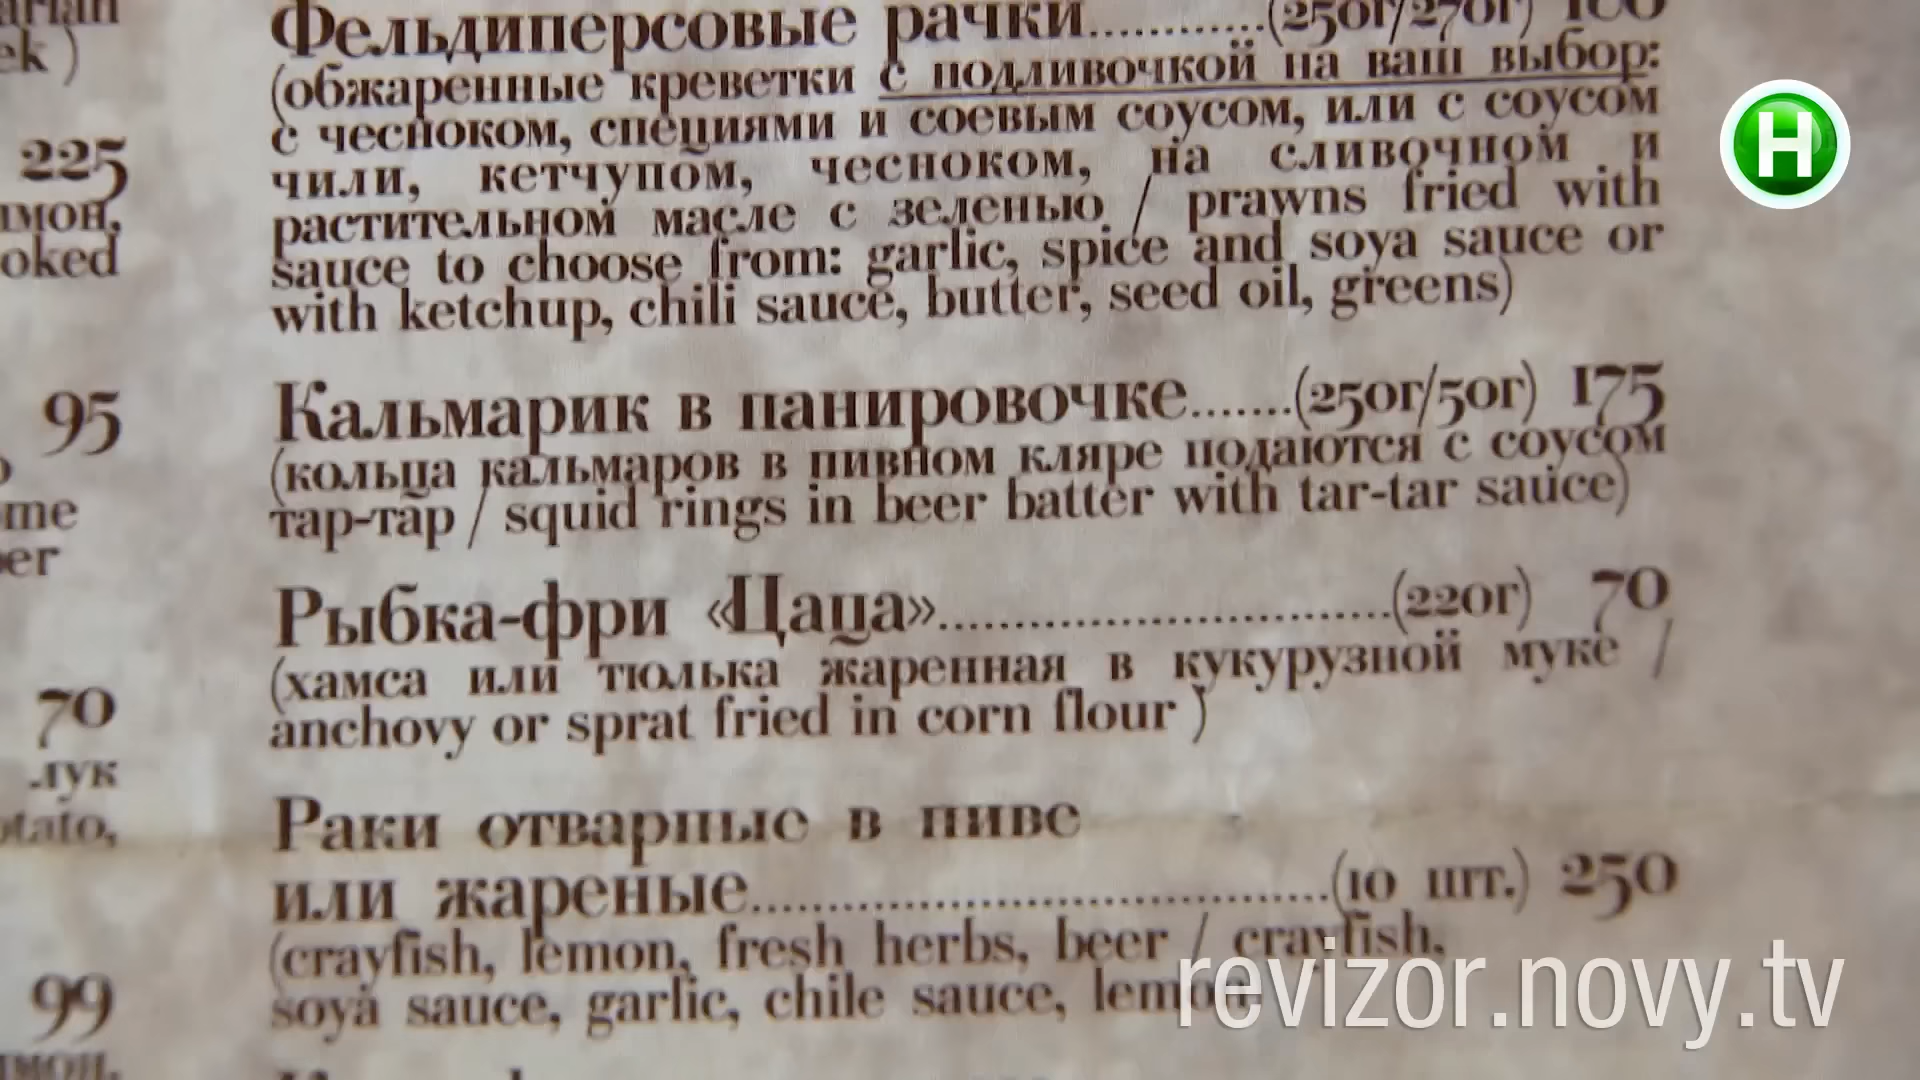 Фельдиперсовые рачки............(250г/270г)
(обжаренные креветки с подливочкой на ваш выбор:
с чесноком, специями и соевым соусом, или с соусом
чили, кетчупом, чесноком, на сливочном и
растительном масле с зеленью / prawns fried with
sauce to choose from: garlic, spice and soya sauce or
with ketchup, chili sauce, butter, seed oil, greens)
Кальмарик в панировочке.......(250г/50г) 175
(кольца кальмаров в пивном кляре подаются с соусом
тар-тар / squid rings in beer batter with tar-tar sauce)
Рыбка-фри «Цаца»..............................(220г) 70
(хамса или тюлька жаренная в кукурузной муке /
anchovy or sprat fried in corn flour )
Раки отварные в пиве
или жареные......................................(10 шт.) 250
(crayfish, lemon, fresh herbs, beer / crayfish,
soya sauce, garlic, chile sauce, lemon
225
oked
95
70
лук
99
H
revizor.novy.tv